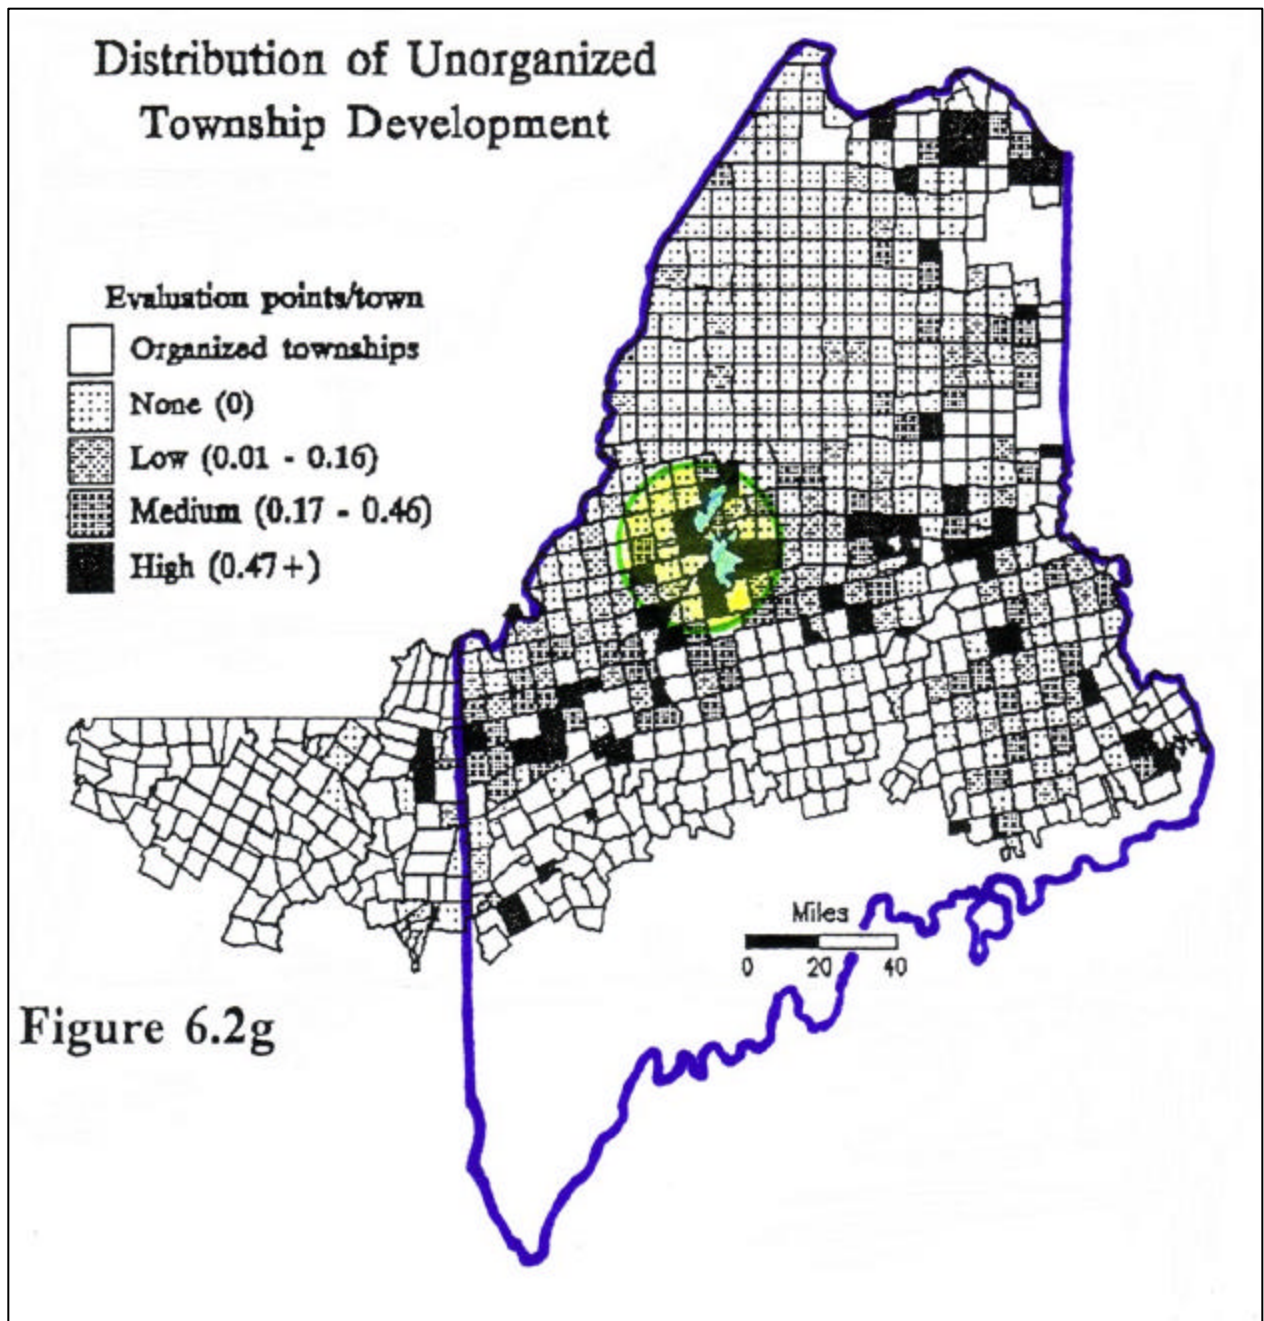 Distribution of Unorganized
Township Development
Evaluation points/town
Organized townships
None (0)
Low (0.01 - 0.16)
Medium (0.17 - 0.46)
High (0.47+)
Miles
0 20 40
Figure 6.2g